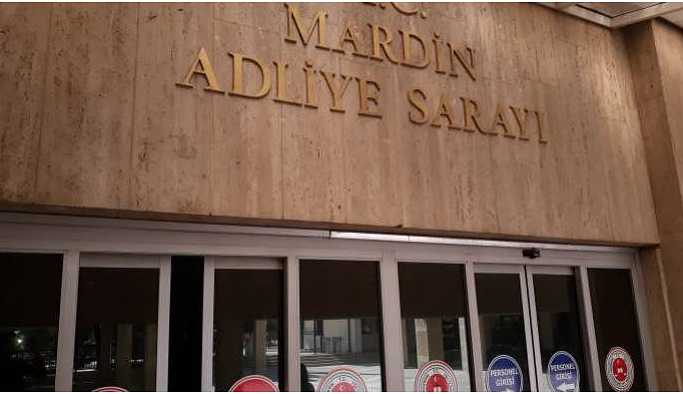 T.C.
MARDİN
ADLİYE SARAYI
PERSONEL
GİRİŞİ
PERSONEL
GİRİŞİ